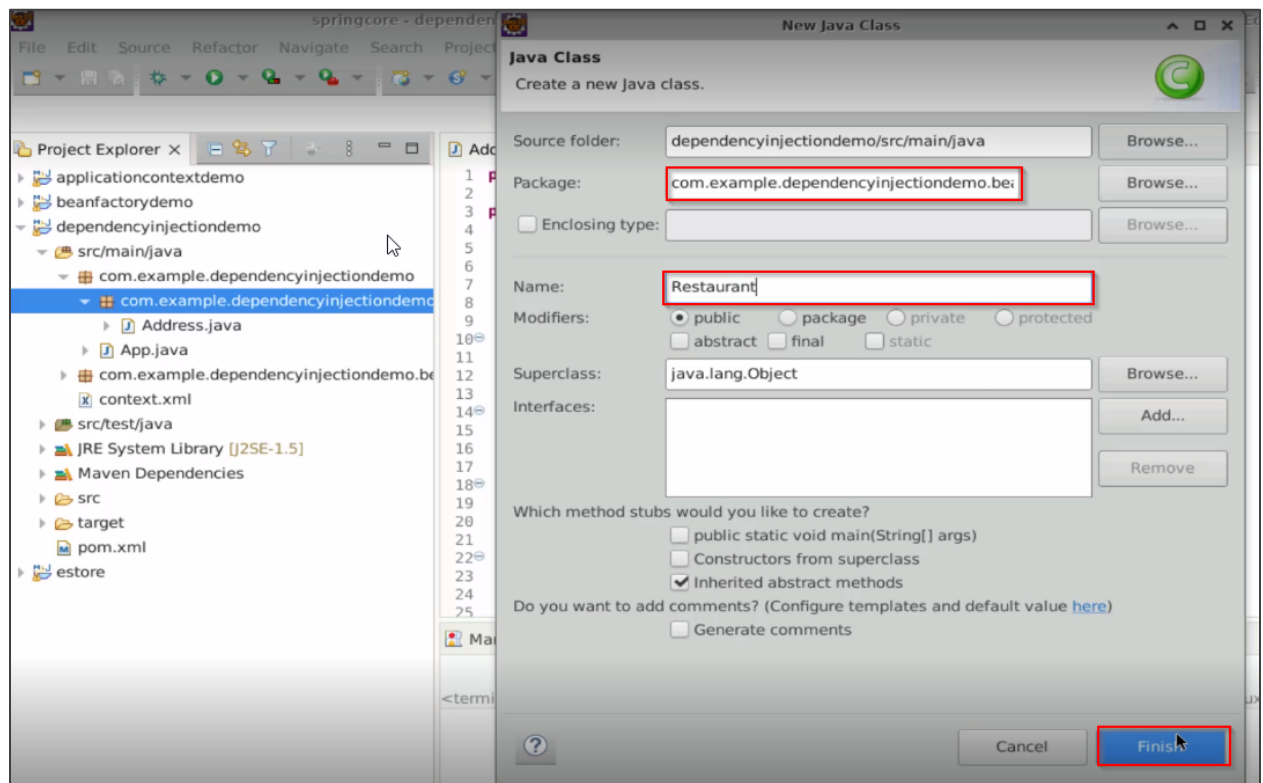 springcore - depender
New Java Class
File Edit Source Refactor Navigate Search Project
Java Class
Create a new Java class.
Project Explorer
Source folder:
dependencyinjectiondemo/src/main/java
Browse...
Package:
com.example.dependencyinjectiondemo.bea
Browse...
Enclosing type:
Browse...
Name:
Restaurant
Modifiers:
public package private protected
abstract final static
Superclass:
java.lang.Object
Browse...
Interfaces:
Add...
Remove
Which method stubs would you like to create?
public static void main(String[] args)
Constructors from superclass
Inherited abstract methods
Do you want to add comments? (Configure templates and default value here)
Generate comments
?
Cancel
Finish
applicationcontextdemo
beanfactorydemo
dependencyinjectiondemo
src/main/java
com.example.dependencyinjectiondemo
com.example.dependencyinjectiondemo
Address.java
App.java
com.example.dependencyinjectiondemo.be
context.xml
src/test/java
JRE System Library [J2SE-1.5]
Maven Dependencies
src
target
pom.xml
estore
Add
1 p
2
3 p
4
5
6
7
8
9
10
11
12
13
14
15
16
17
18
19
20
21
22
23
24
25
Mar
<termi